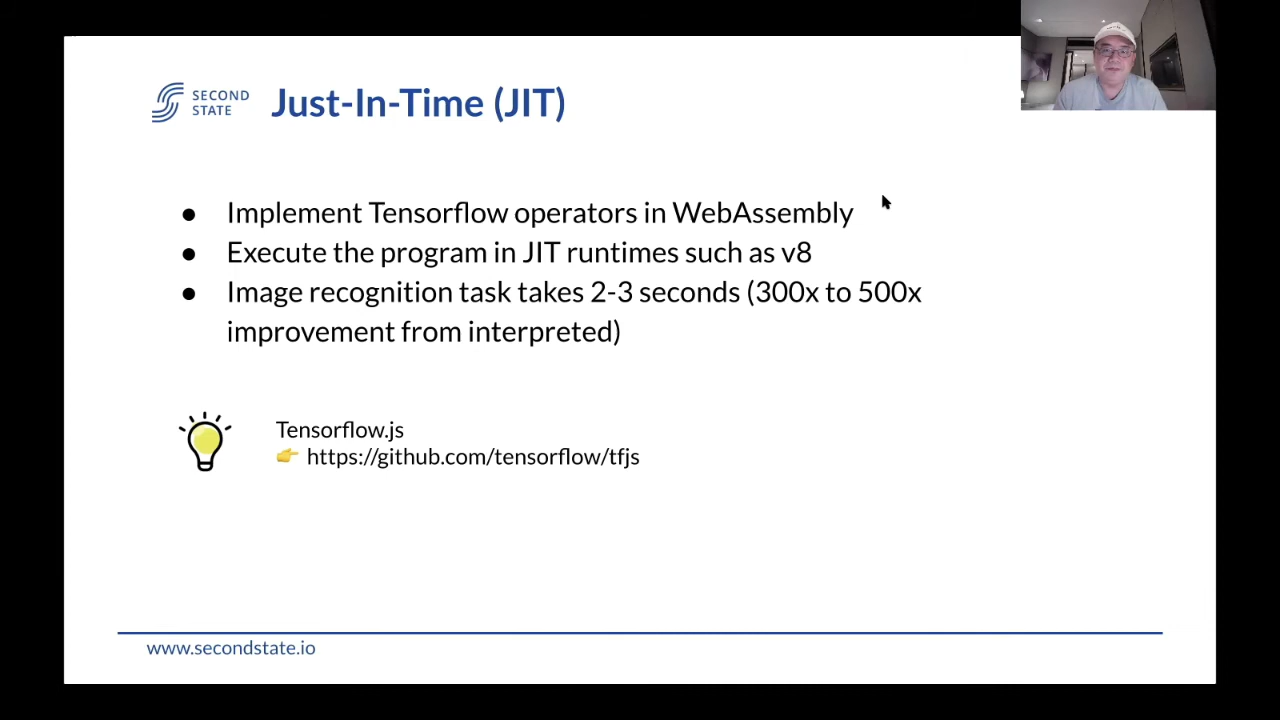 SECOND
STATE
Just-In-Time (JIT)
● Implement Tensorflow operators in WebAssembly
● Execute the program in JIT runtimes such as v8
● Image recognition task takes 2-3 seconds (300x to 500x
improvement from interpreted)
Tensorflow.js
👉 https://github.com/tensorflow/tfjs
www.secondstate.io